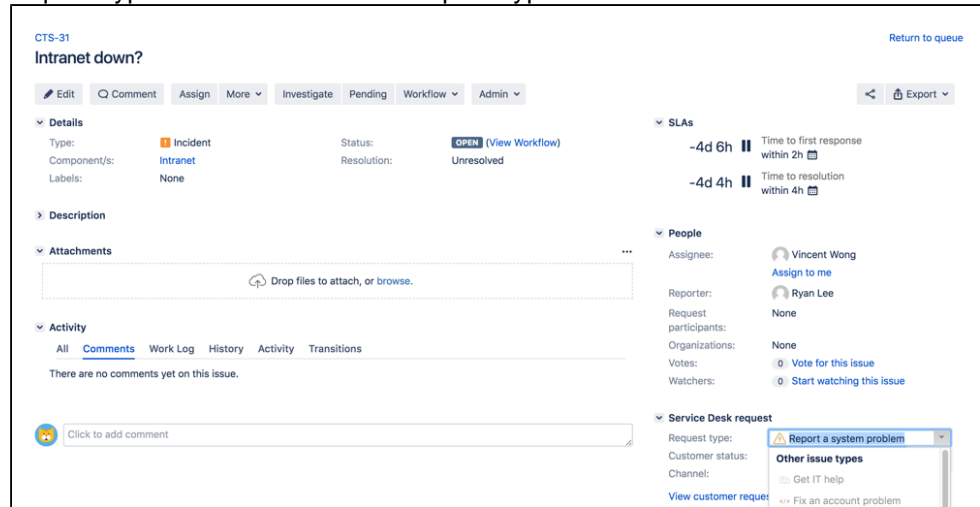 CTS-31
Return to queue
Intranet down?
Edit Comment Assign More Investigate Pending Workflow Admin Export
Details
Type: Incident
Status: OPEN (View Workflow)
Component/s: Intranet
Resolution: Unresolved
Labels: None
Description
Attachments
Drop files to attach, or browse.
Activity
All Comments Work Log History Activity Transitions
There are no comments yet on this issue.
Click to add comment
SLAs
-4d 6h Time to first response
within 2h
-4d 4h Time to resolution
within 4h
People
Assignee: Vincent Wong
Assign to me
Reporter: Ryan Lee
Request None
participants:
Organizations: None
Votes: 0 Vote for this issue
Watchers: 0 Start watching this issue
Service Desk request
Request type: Report a system problem
Customer status: Other issue types
Channel: Get IT help
View customer reques Fix an account problem